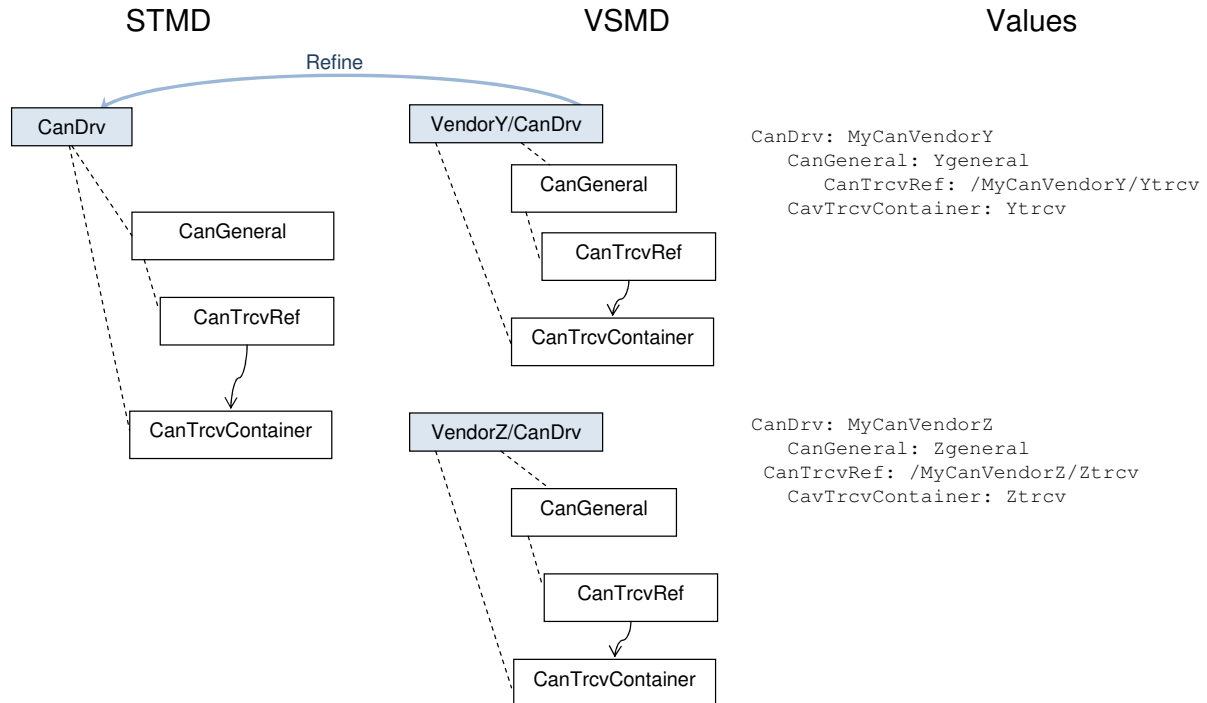 STMD
VSMD
Values
Refine
CanDrv
CanGeneral
CanTrcvRef
CanTrcvContainer
VendorY/CanDrv
CanGeneral
CanTrcvRef
CanTrcvContainer
VendorZ/CanDrv
CanGeneral
CanTrcvRef
CanTrcvContainer
CanDrv: MyCanVendorY
CanGeneral: Ygeneral
CanTrcvRef: /MyCanVendorY/Ytrcv
CavTrcvContainer: Ytrcv
CanDrv: MyCanVendorZ
CanGeneral: Zgeneral
CanTrcvRef: /MyCanVendorZ/Ztrcv
CavTrcvContainer: Ztrcv